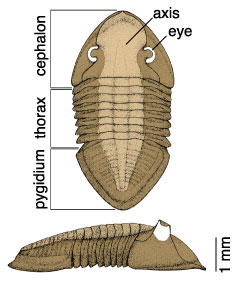 axis
eye
cephalon
thorax
pygidium
1 mm